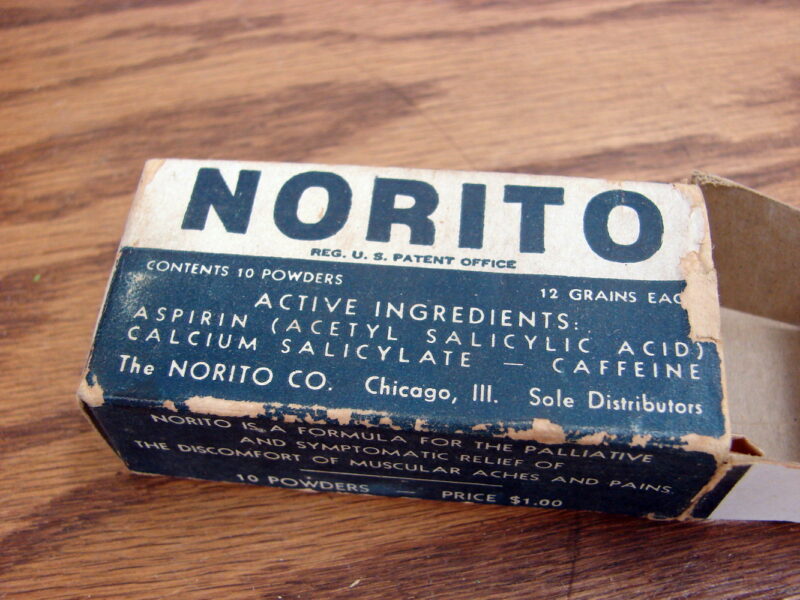 NORITO
REG. U. S. PATENT OFFICE
CONTENTS 10 POWDERS 12 GRAINS EAC
ACTIVE INGREDIENTS:
ASPIRIN (ACETYL SALICYLIC ACID)
CALCIUM SALICYLATE — CAFFEINE
The NORITO CO. Chicago, Ill. Sole Distributors
NORITO IS A FORMULA FOR THE PALLIATIVE
AND SYMPTOMATIC RELIEF OF
THE DISCOMFORT OF MUSCULAR ACHES AND PAINS.
10 POWDERS — PRICE $1.00